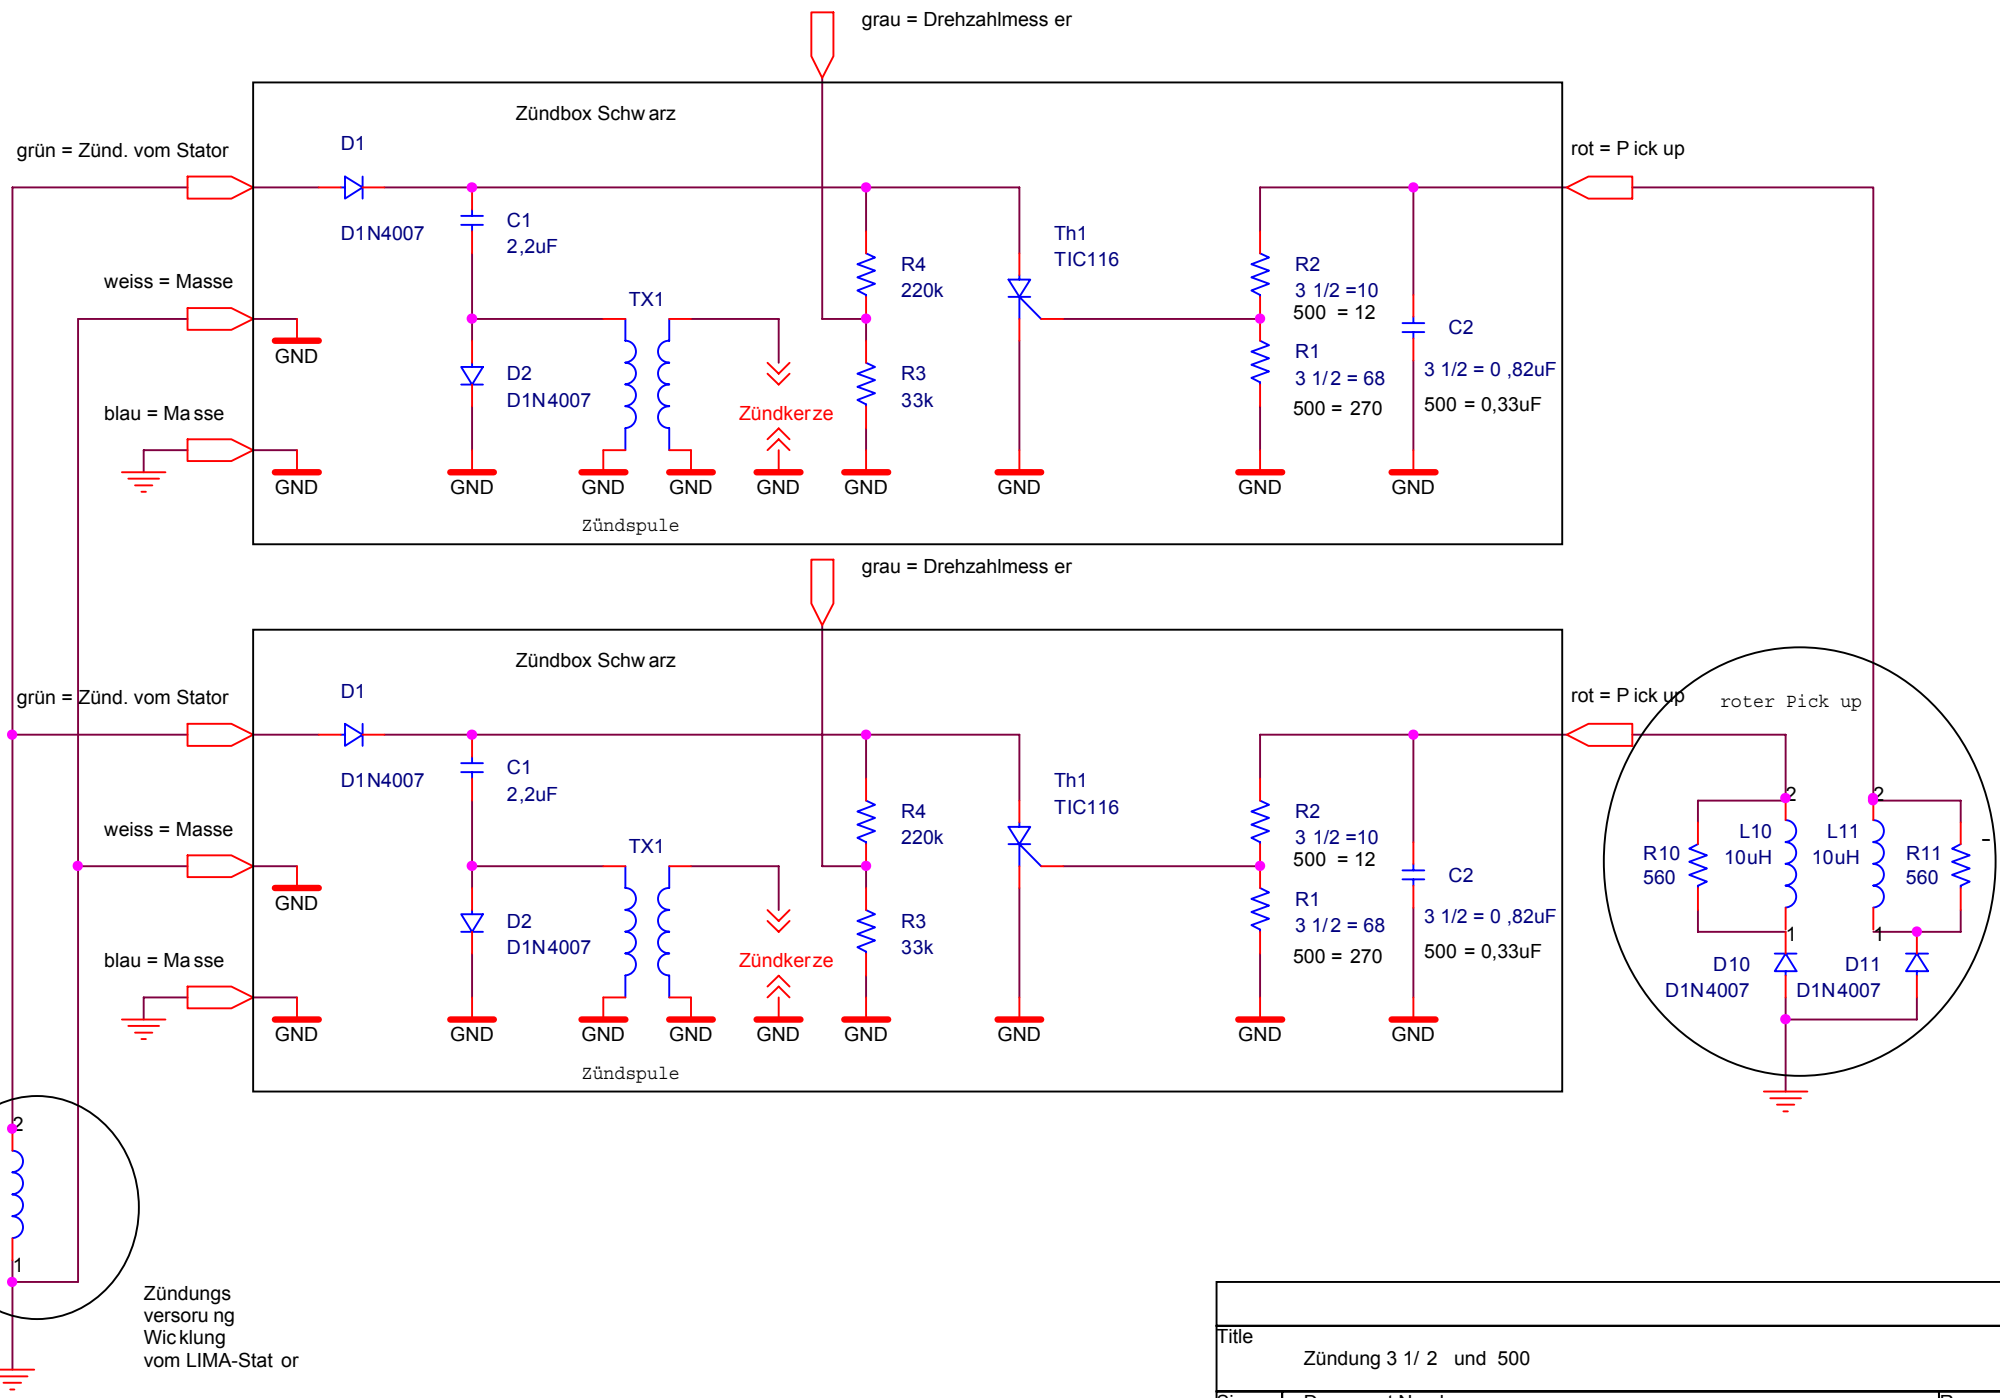 grau = Drehzahlmess er
Zündbox Schw arz
grün = Zünd. vom Stator
D1
rot = P ick up
D1N4007
C1
2,2uF
Th1
TIC116
R4
220k
R2
3 1/2 =10
500 = 12
weiss = Masse
TX1
GND
C2
R1
3 1/2 = 68
500 = 270
3 1/2 = 0 ,82uF
500 = 0,33uF
D2
D1N4007
R3
33k
blau = Ma sse
Zündkerze
GND
GND
GND
GND
GND
GND
GND
GND
GND
Zündspule
grau = Drehzahlmess er
Zündbox Schw arz
grün = Zünd. vom Stator
D1
rot = P ick up
roter Pick up
D1N4007
C1
2,2uF
Th1
TIC116
R4
220k
R2
3 1/2 =10
500 = 12
weiss = Masse
TX1
GND
C2
R1
3 1/2 = 68
500 = 270
3 1/2 = 0 ,82uF
500 = 0,33uF
D2
D1N4007
R3
33k
blau = Ma sse
Zündkerze
GND
GND
GND
GND
GND
GND
GND
GND
GND
Zündspule
2
2
L10
10uH
L11
10uH
R10
560
R11
560
-
1
1
D10
D1N4007
D11
D1N4007
2
1
Zündungs
versoru ng
Wic klung
vom LIMA-Stat or
Title
Zündung 3 1/ 2 und 500